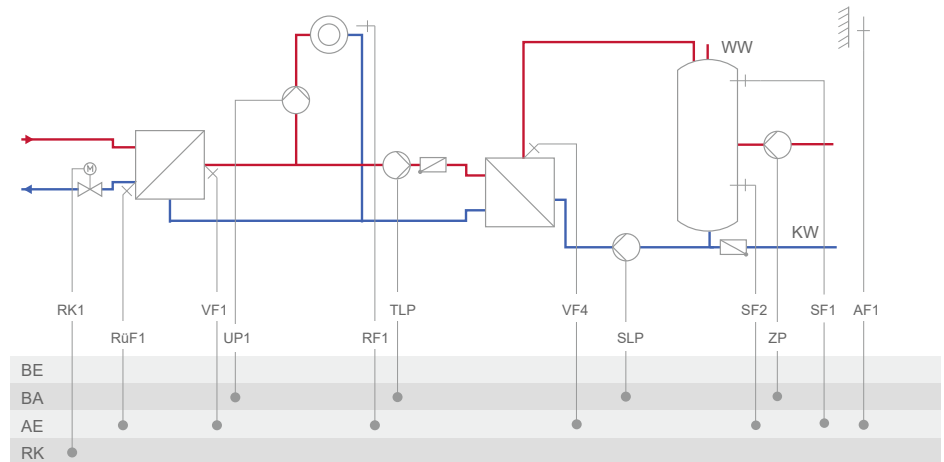 WW
M
KW
RK1
VF1
TLP
VF4
SF2
SF1
AF1
RüF1
UP1
RF1
SLP
ZP
BE
BA
AE
RK